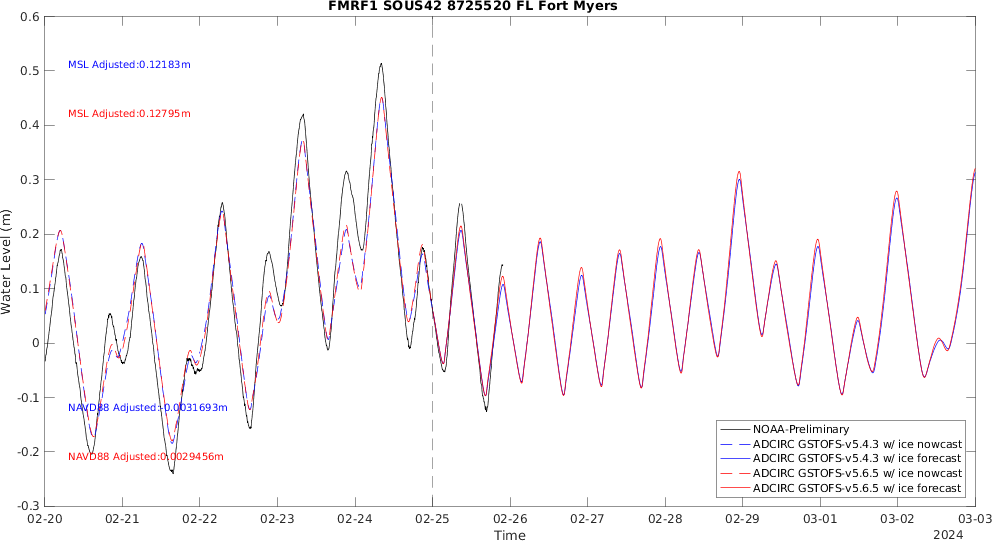 FMRF1 SOUS42 8725520 FL Fort Myers
0.6
0.5
0.4
0.3
0.2
0.1
0
-0.1
-0.2
-0.3
Water Level (m)
MSL Adjusted:0.12183m
MSL Adjusted:0.12795m
NAVD88 Adjusted:-0.0031693m
NAVD88 Adjusted:0.0029456m
NOAA-Preliminary
ADCIRC GSTOFS-v5.4.3 w/ ice nowcast
ADCIRC GSTOFS-v5.4.3 w/ ice forecast
ADCIRC GSTOFS-v5.6.5 w/ ice nowcast
ADCIRC GSTOFS-v5.6.5 w/ ice forecast
02-20 02-21 02-22 02-23 02-24 02-25 02-26 02-27 02-28 02-29 03-01 03-02 03-03
Time
2024